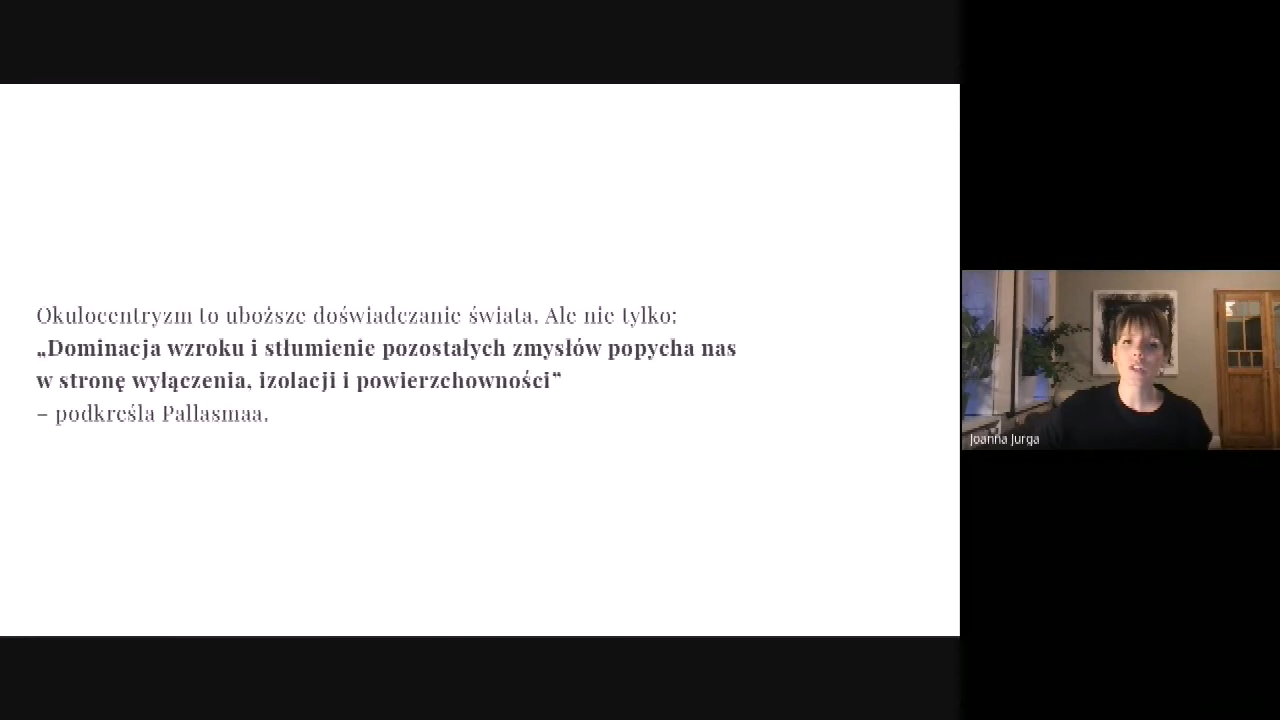 Okulocentryzm to uboższe doświadczanie świata. Ale nie tylko:
„Dominacja wzroku i stłumienie pozostałych zmysłów popycha nas
w stronę wyłączenia, izolacji i powierzchowności”
– podkreśla Pallasmaa.
Joanna Jurga